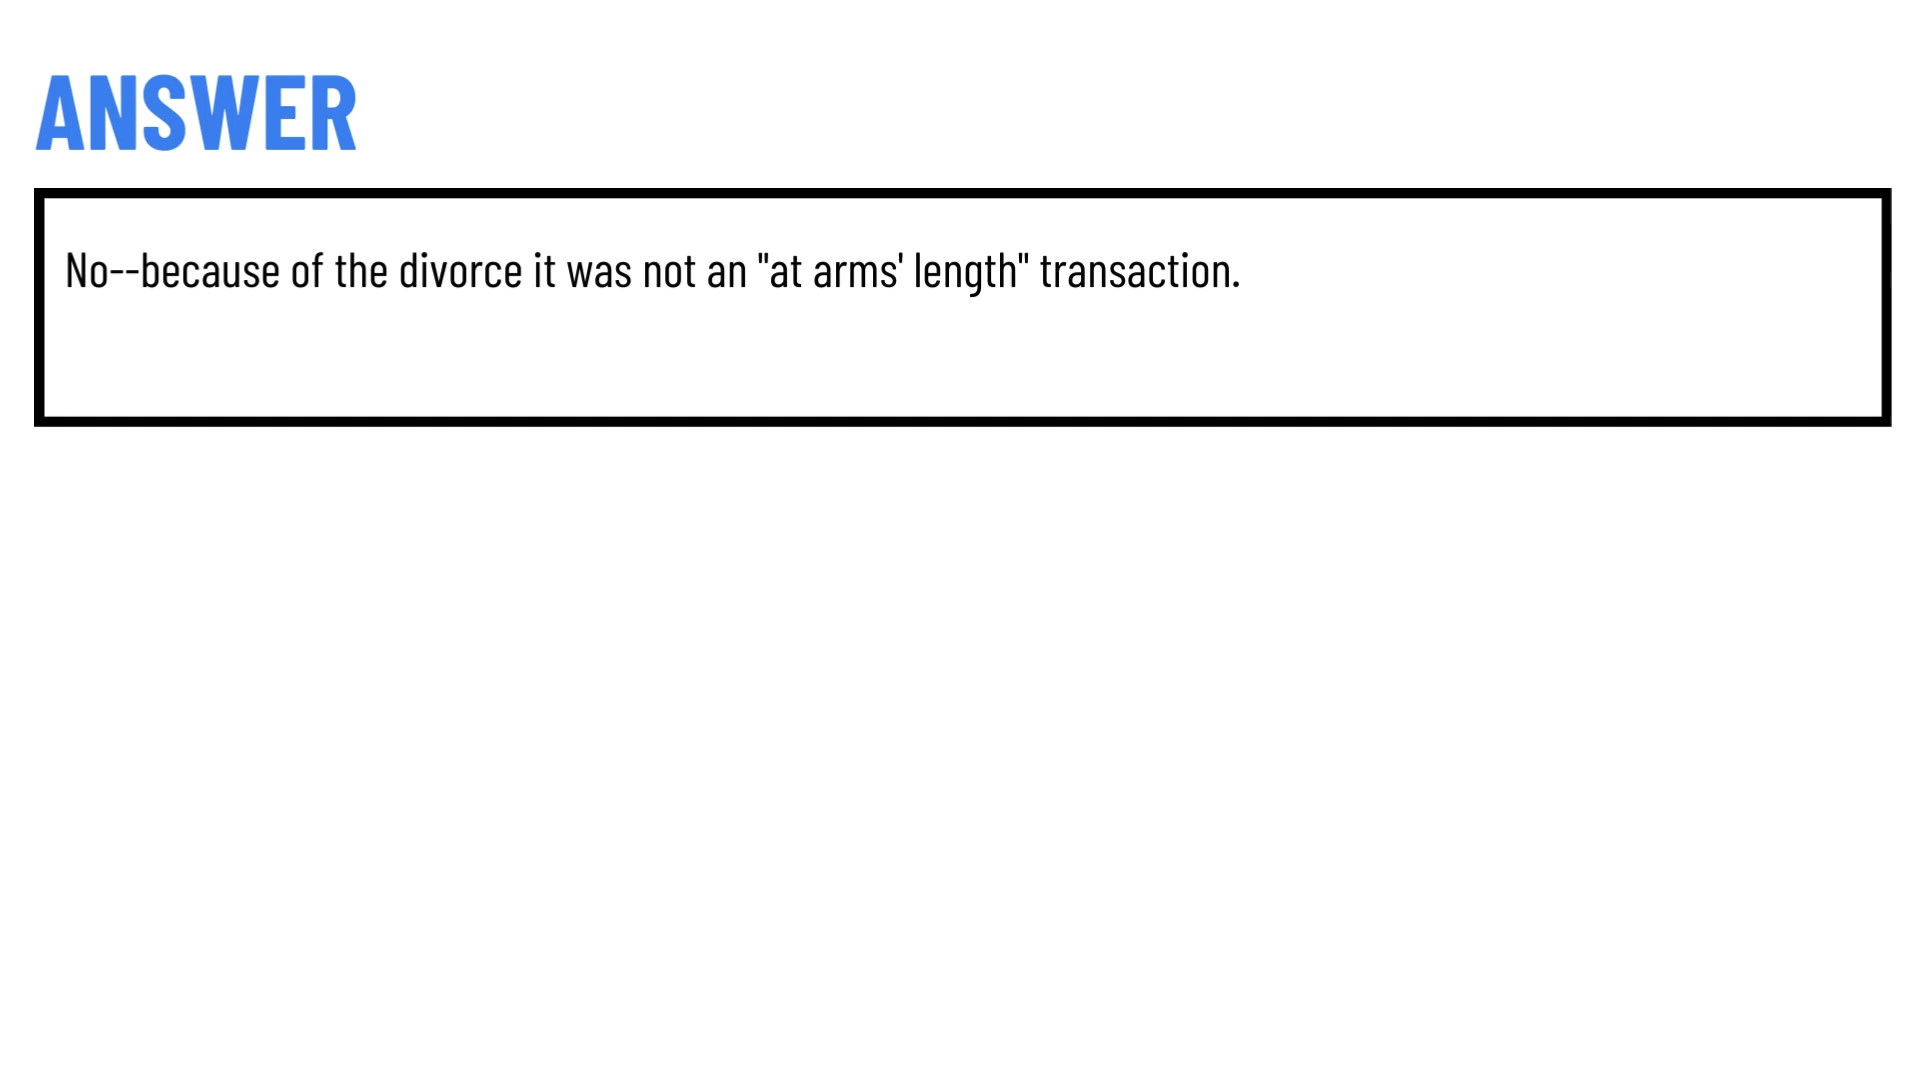 ANSWER
No--because of the divorce it was not an "at arms' length" transaction.